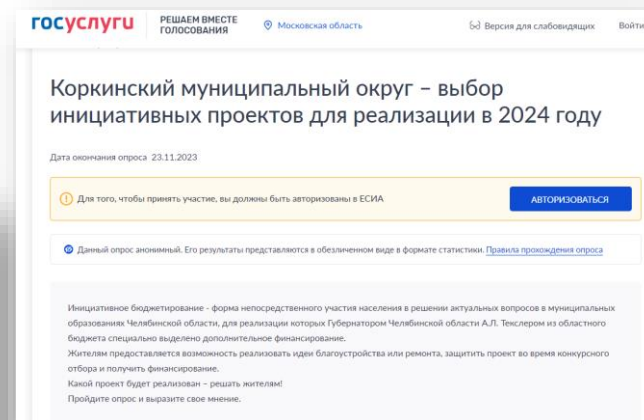 госуслуги
РЕШАЕМ ВМЕСТЕ
ГОЛОСОВАНИЯ
Московская область
Версия для слабовидящих
Войти
Коркинский муниципальный округ – выбор
инициативных проектов для реализации в 2024 году
Дата окончания опроса 23.11.2023
Для того, чтобы принять участие, вы должны быть авторизованы в ЕСИА
АВТОРИЗОВАТЬСЯ
Данный опрос анонимный. Его результаты представляются в обезличенном виде в формате статистики. Правила прохождения опроса
Инициативное бюджетирование - форма непосредственного участия населения в решении актуальных вопросов в муниципальных
образованиях Челябинской области, для реализации которых Губернатором Челябинской области А.Л. Текслером из областного
бюджета специально выделено дополнительное финансирование.
Жителям предоставляется возможность реализовать идеи благоустройства или ремонта, защитить проект во время конкурсного
отбора и получить финансирование.
Какой проект будет реализован – решать жителям!
Пройдите опрос и выразите свое мнение.